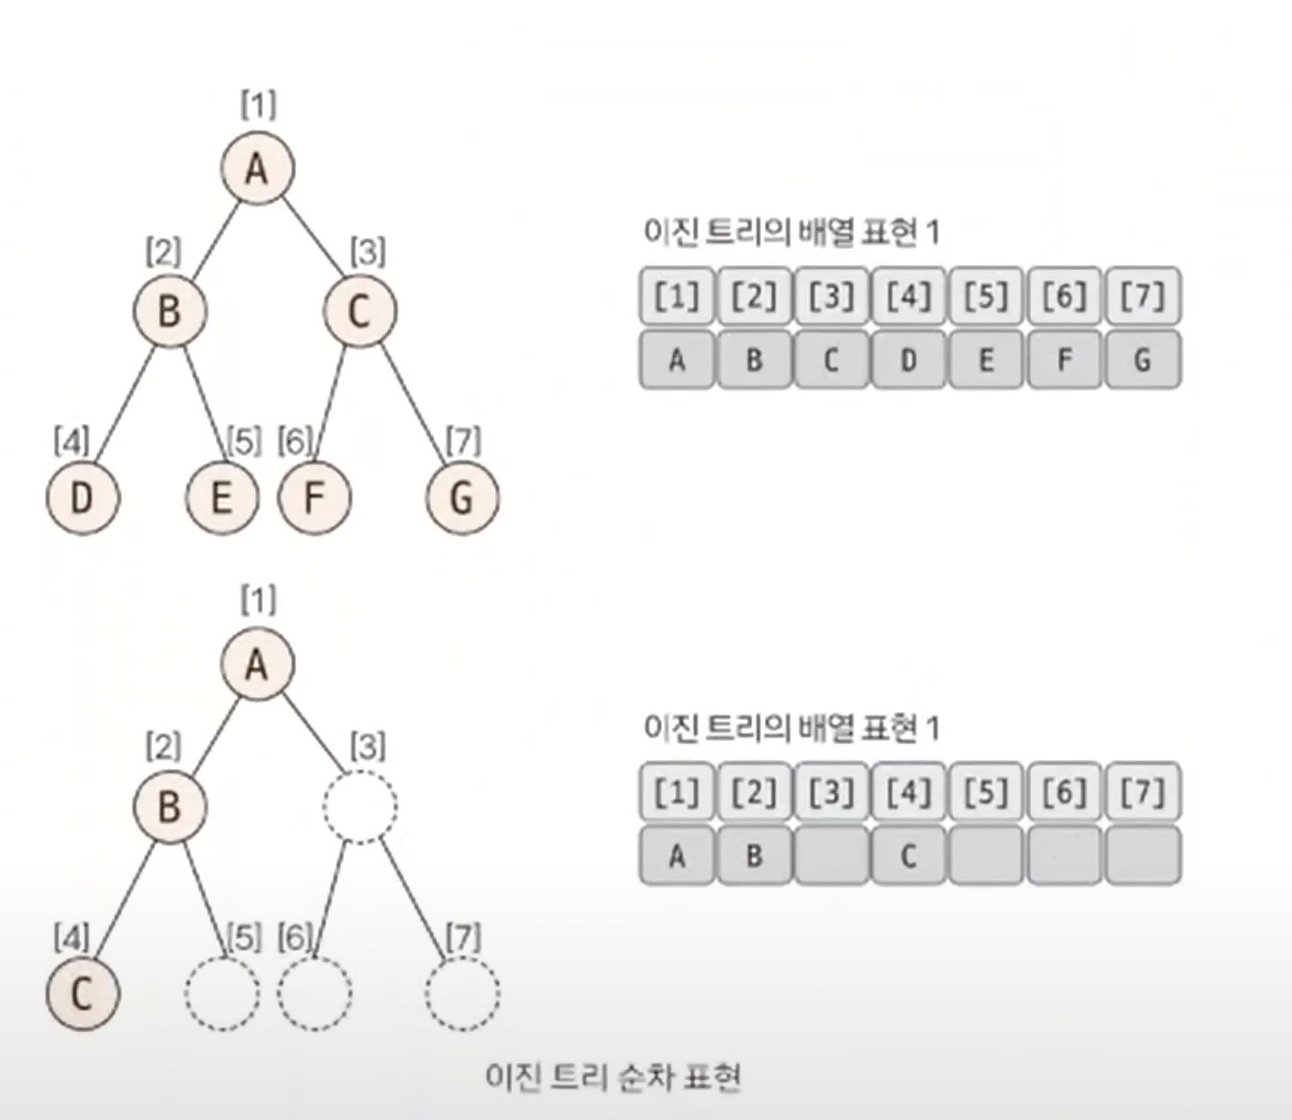 [1]
A
[2] [3]
B C
[4] [5] [6] [7]
D E F G
이진 트리의 배열 표현 1
[1] [2] [3] [4] [5] [6] [7]
A B C D E F G
[1]
A
[2] [3]
B
[4] [5] [6] [7]
C
이진 트리의 배열 표현 1
[1] [2] [3] [4] [5] [6] [7]
A B C
이진 트리 순차 표현